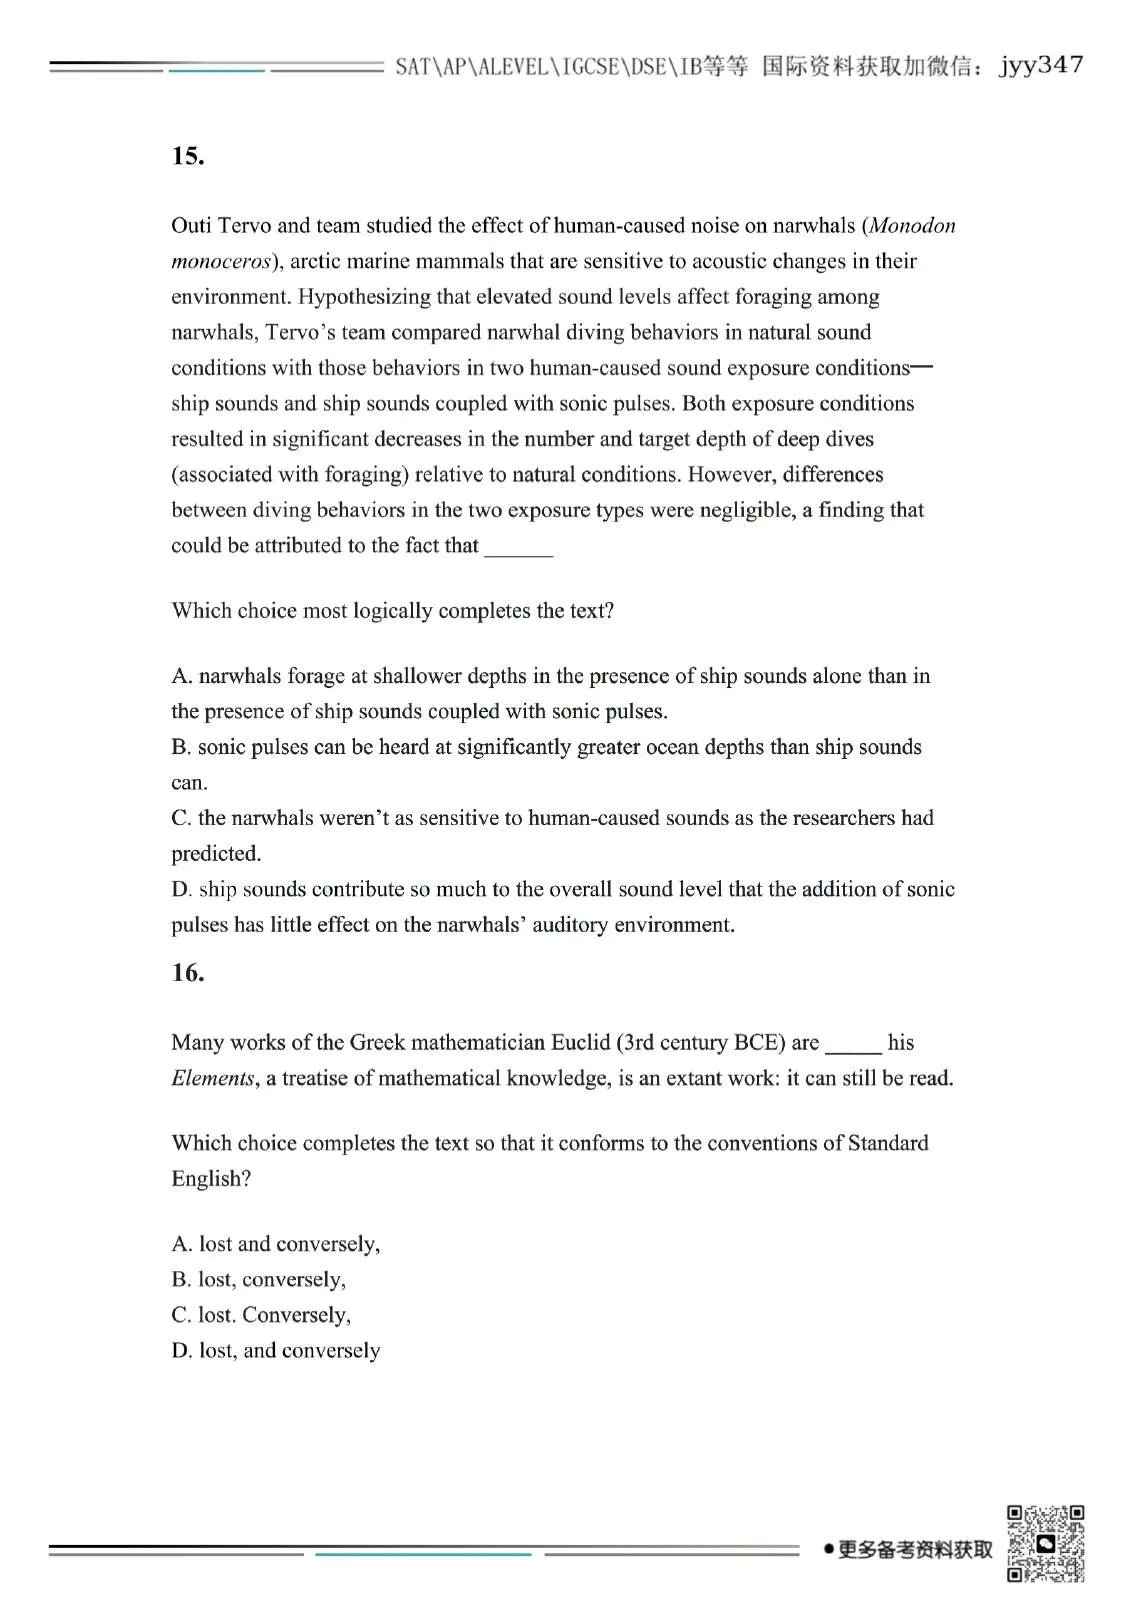 SAT\AP\ALEVEL\IGCSE\DSE\IB等等 国际资料获取加微信: jyy347
15.
Outi Tervo and team studied the effect of human-caused noise on narwhals (Monodon
monoceros), arctic marine mammals that are sensitive to acoustic changes in their
environment. Hypothesizing that elevated sound levels affect foraging among
narwhals, Tervo's team compared narwhal diving behaviors in natural sound
conditions with those behaviors in two human-caused sound exposure conditions—
ship sounds and ship sounds coupled with sonic pulses. Both exposure conditions
resulted in significant decreases in the number and target depth of deep dives
(associated with foraging) relative to natural conditions. However, differences
between diving behaviors in the two exposure types were negligible, a finding that
could be attributed to the fact that ______
Which choice most logically completes the text?
A. narwhals forage at shallower depths in the presence of ship sounds alone than in
the presence of ship sounds coupled with sonic pulses.
B. sonic pulses can be heard at significantly greater ocean depths than ship sounds
can.
C. the narwhals weren't as sensitive to human-caused sounds as the researchers had
predicted.
D. ship sounds contribute so much to the overall sound level that the addition of sonic
pulses has little effect on the narwhals' auditory environment.
16.
Many works of the Greek mathematician Euclid (3rd century BCE) are _____ his
Elements, a treatise of mathematical knowledge, is an extant work: it can still be read.
Which choice completes the text so that it conforms to the conventions of Standard
English?
A. lost and conversely,
B. lost, conversely,
C. lost. Conversely,
D. lost, and conversely
●更多备考资料获取